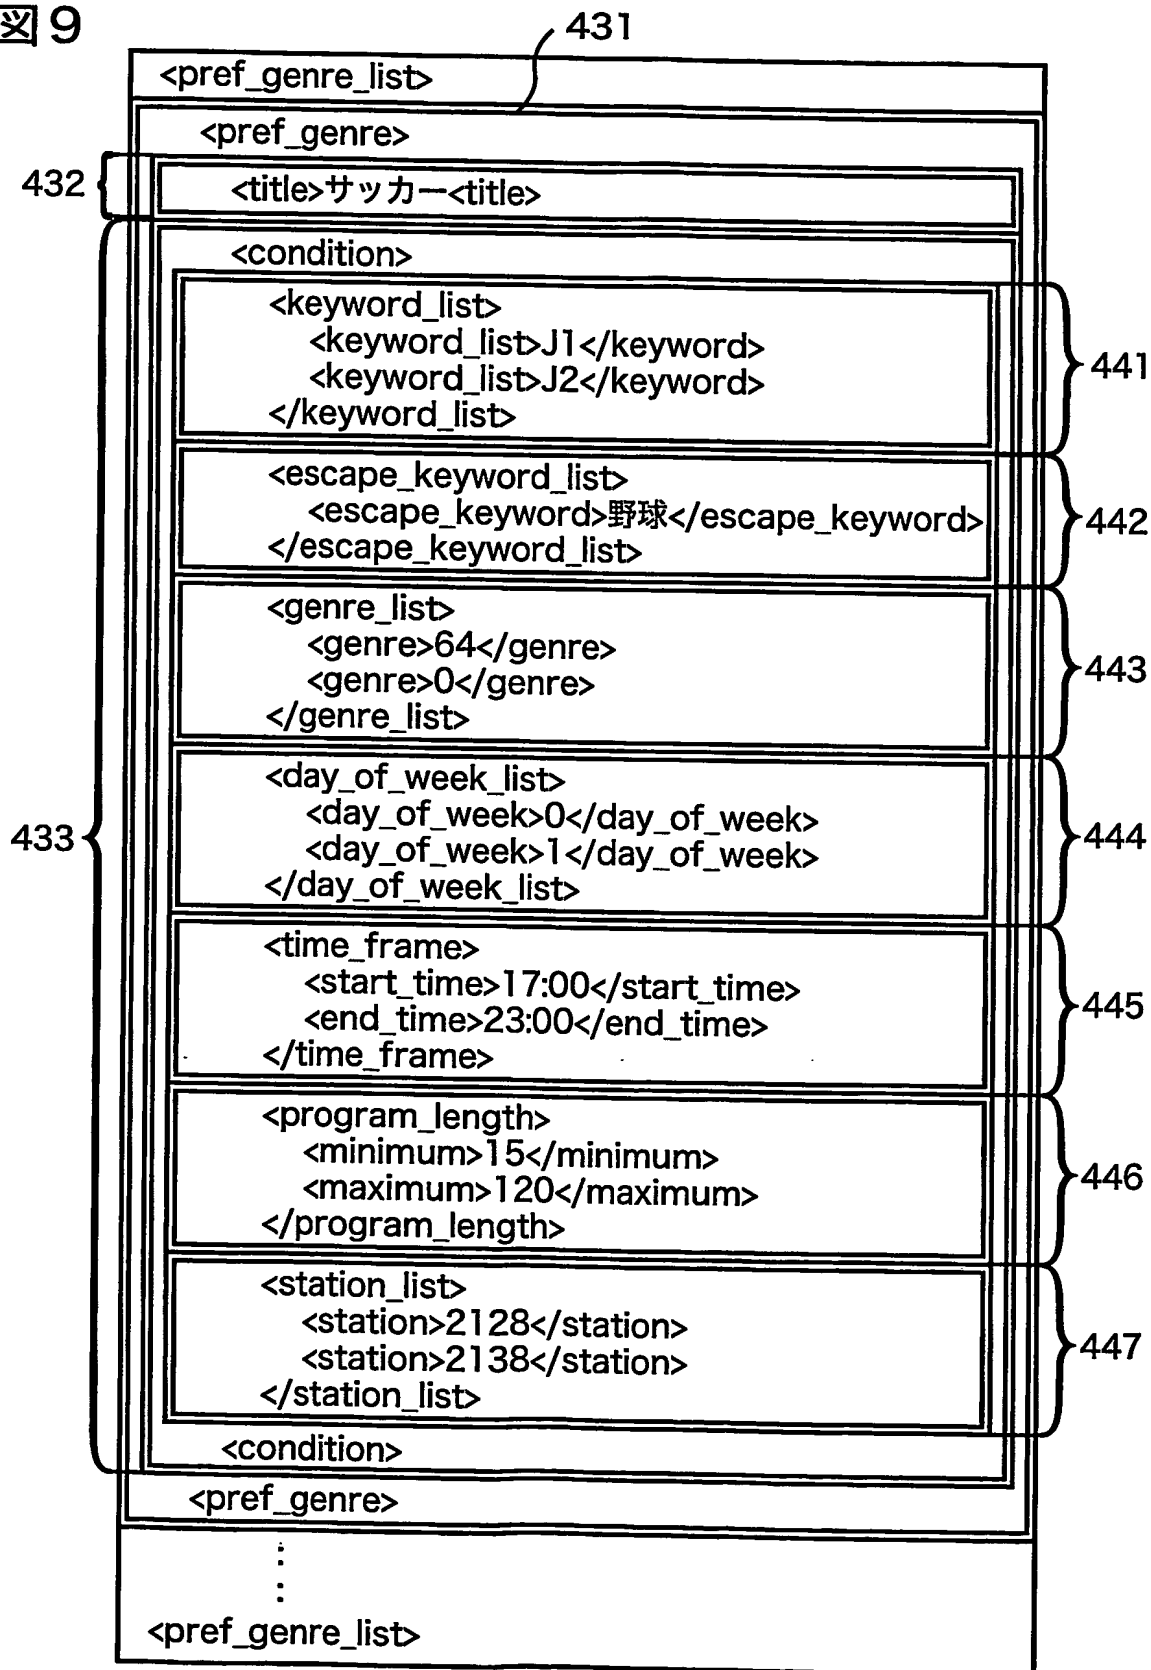 図9
431
<pref_genre_list>
<pref_genre>
432
<title>サッカー<title>
433
<condition>
<keyword_list>
<keyword_list>J1</keyword>
<keyword_list>J2</keyword>
</keyword_list>
441
<escape_keyword_list>
<escape_keyword>野球</escape_keyword>
</escape_keyword_list>
442
<genre_list>
<genre>64</genre>
<genre>0</genre>
</genre_list>
443
<day_of_week_list>
<day_of_week>0</day_of_week>
<day_of_week>1</day_of_week>
</day_of_week_list>
444
<time_frame>
<start_time>17:00</start_time>
<end_time>23:00</end_time>
</time_frame>
445
<program_length>
<minimum>15</minimum>
<maximum>120</maximum>
</program_length>
446
<station_list>
<station>2128</station>
<station>2138</station>
</station_list>
447
<condition>
<pref_genre>
<pref_genre_list>